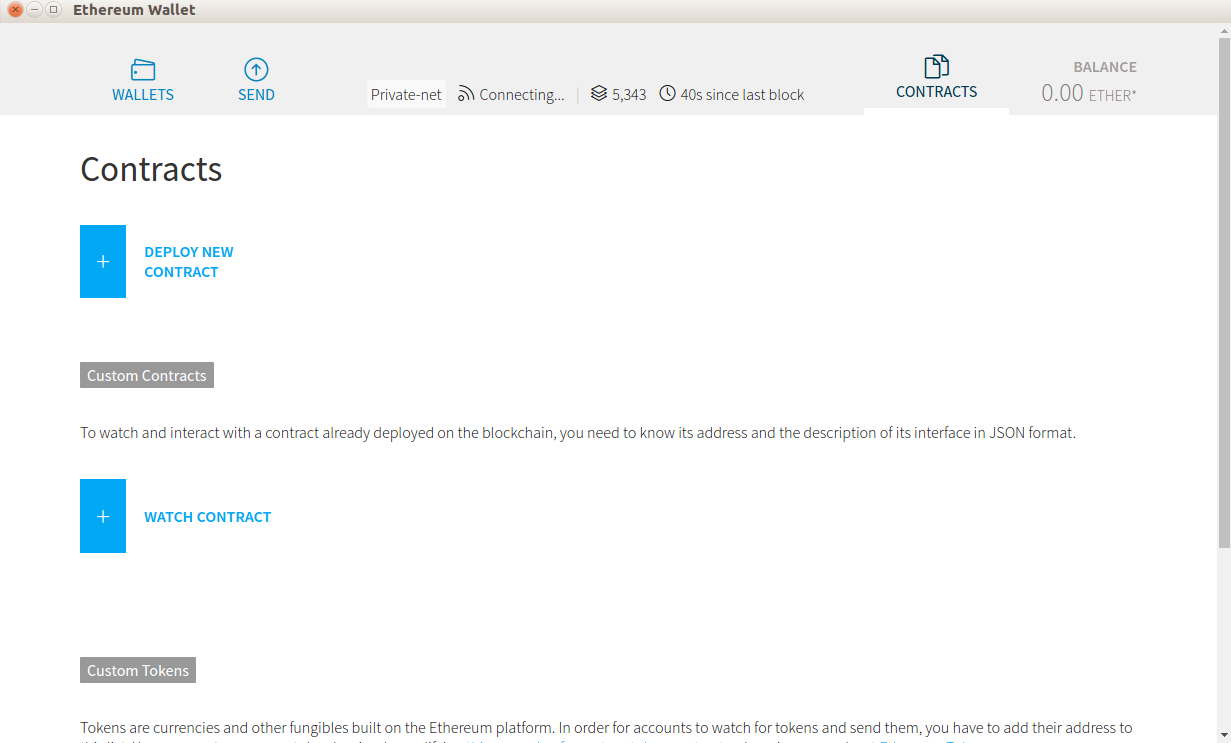 Ethereum Wallet
WALLETS
SEND
Private-net
Connecting...
5,343
40s since last block
CONTRACTS
BALANCE
0.00 ETHER*
Contracts
+
DEPLOY NEW
CONTRACT
Custom Contracts
To watch and interact with a contract already deployed on the blockchain, you need to know its address and the description of its interface in JSON format.
+
WATCH CONTRACT
Custom Tokens
Tokens are currencies and other fungibles built on the Ethereum platform. In order for accounts to watch for tokens and send them, you have to add their address to